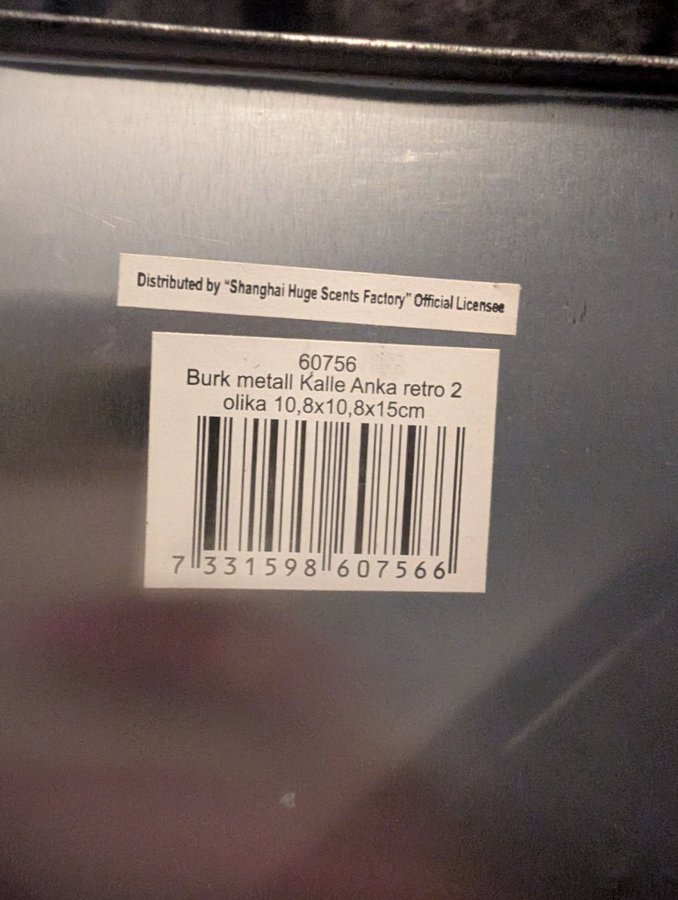 Distributed by "Shanghai Huge Scents Factory" Official Licensee
60756
Burk metall Kalle Anka retro 2
olika 10,8x10,8x15cm
7 331598 607566